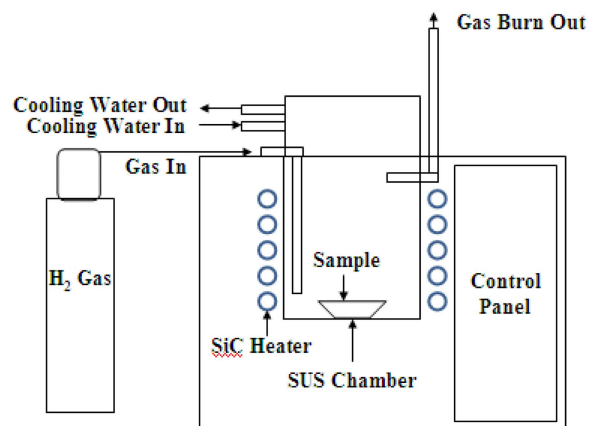 Gas Burn Out
Cooling Water Out
Cooling Water In
Gas In
H₂ Gas
Sample
Control
Panel
SiC Heater
SUS Chamber